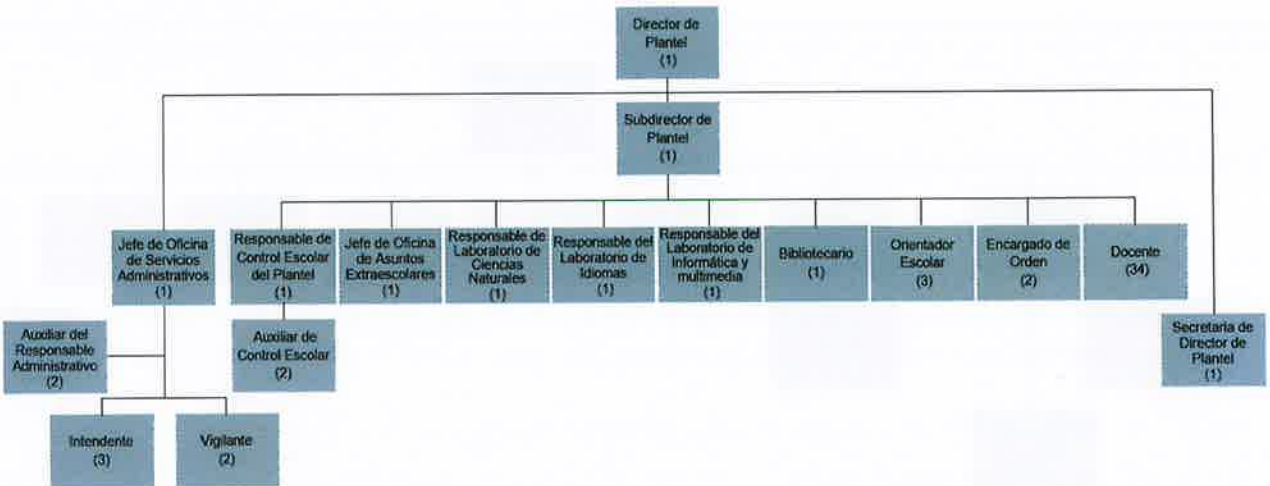 Director de
Plantel
(1)
Subdirector de
Plantel
(1)
Jefe de Oficina
de Servicios
Administrativos
(1)
Responsable de
Control Escolar
del Plantel
(1)
Jefe de Oficina
de Asuntos
Extraescolares
(1)
Responsable de
Laboratorio de
Ciencias
Naturales
(1)
Responsable del
Laboratorio de
Idiomas
(1)
Responsable del
Laboratorio de
Informática y
multimedia
(1)
Bibliotecario
(1)
Orientador
Escolar
(3)
Encargado de
Orden
(2)
Docente
(34)
Auxiliar del
Responsable
Administrativo
(2)
Auxiliar de
Control Escolar
(2)
Secretaria de
Director de
Plantel
(1)
Intendente
(3)
Vigilante
(2)